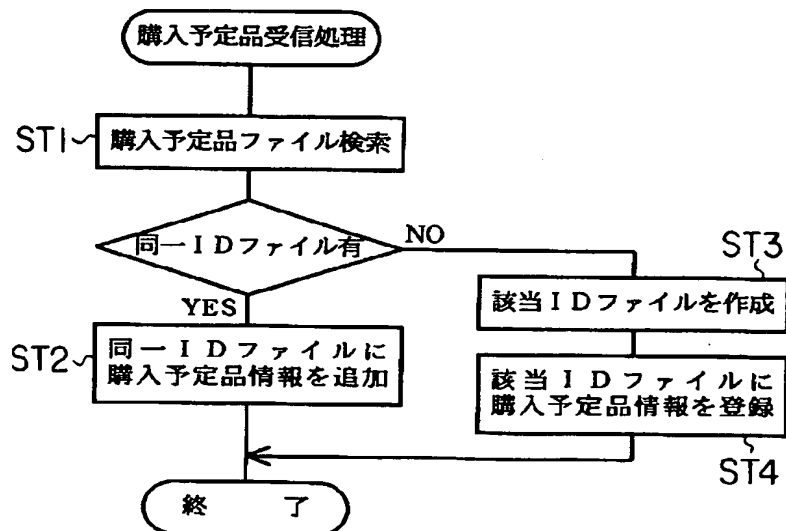 購入予定品受信処理
ST1
購入予定品ファイル検索
同一IDファイル有
NO
YES
ST2
同一IDファイルに
購入予定品情報を追加
ST3
該当IDファイルを作成
該当IDファイルに
購入予定品情報を登録
ST4
終 了